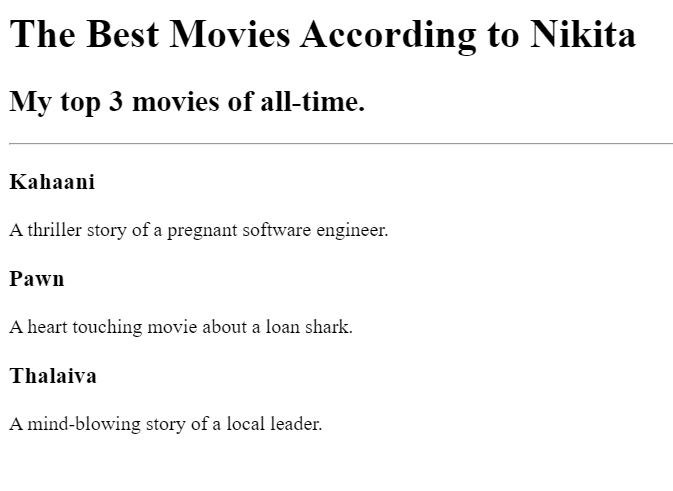 The Best Movies According to Nikita
My top 3 movies of all-time.
Kahaani
A thriller story of a pregnant software engineer.
Pawn
A heart touching movie about a loan shark.
Thalaiva
A mind-blowing story of a local leader.